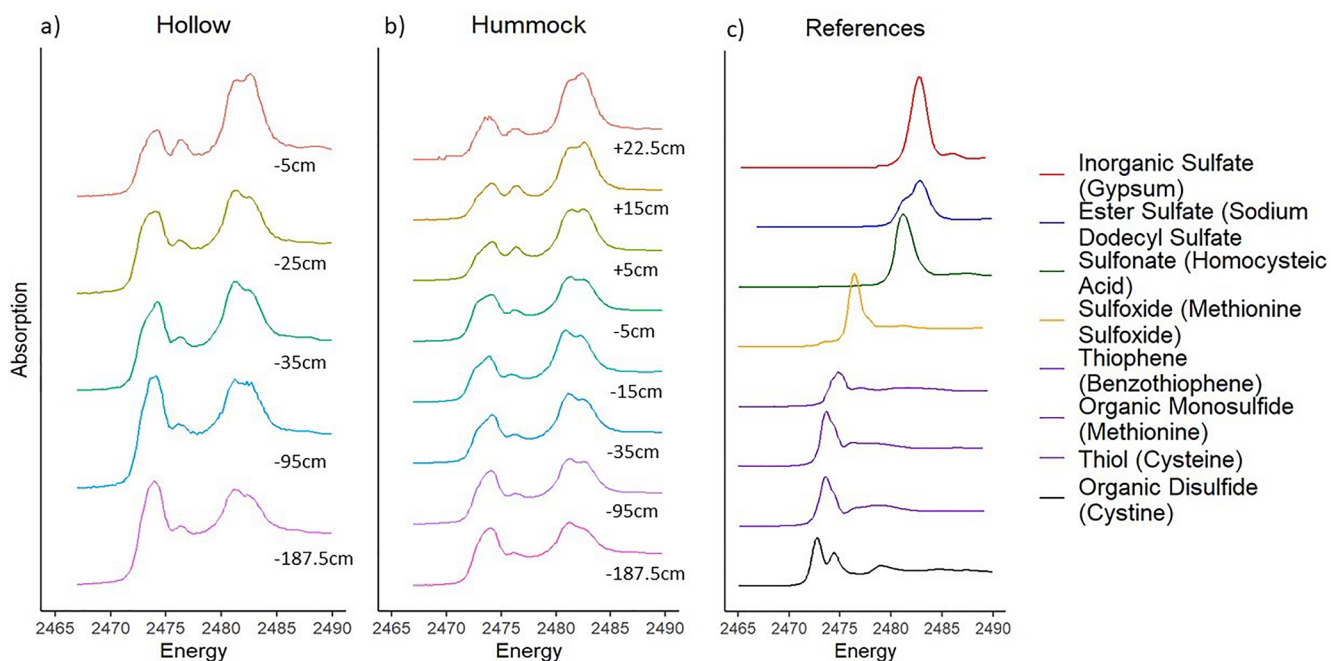 a) Hollow
b) Hummock
c) References
Absorption
-5cm
-25cm
-35cm
-95cm
-187.5cm
2465 2470 2475 2480 2485 2490
Energy
+22.5cm
+15cm
+5cm
-5cm
-15cm
-35cm
-95cm
-187.5cm
2465 2470 2475 2480 2485 2490
Energy
2465 2470 2475 2480 2485 2490
Energy
Inorganic Sulfate
(Gypsum)
Ester Sulfate (Sodium
Dodecyl Sulfate
Sulfonate (Homocysteic
Acid)
Sulfoxide (Methionine
Sulfoxide)
Thiophene
(Benzothiophene)
Organic Monosulfide
(Methionine)
Thiol (Cysteine)
Organic Disulfide
(Cystine)